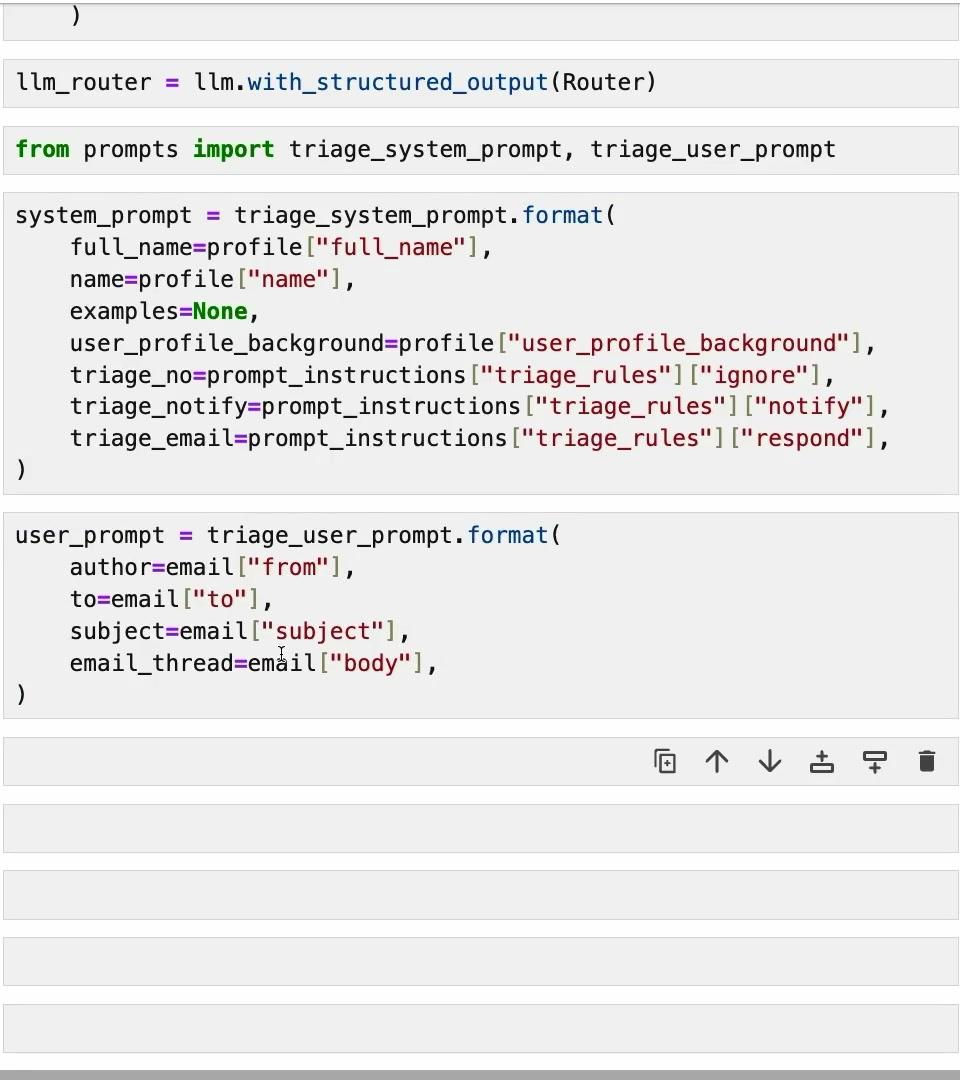 )
llm_router = llm.with_structured_output(Router)
from prompts import triage_system_prompt, triage_user_prompt
system_prompt = triage_system_prompt.format(
    full_name=profile["full_name"],
    name=profile["name"],
    examples=None,
    user_profile_background=profile["user_profile_background"],
    triage_no=prompt_instructions["triage_rules"]["ignore"],
    triage_notify=prompt_instructions["triage_rules"]["notify"],
    triage_email=prompt_instructions["triage_rules"]["respond"],
)
user_prompt = triage_user_prompt.format(
    author=email["from"],
    to=email["to"],
    subject=email["subject"],
    email_thread=email["body"],
)